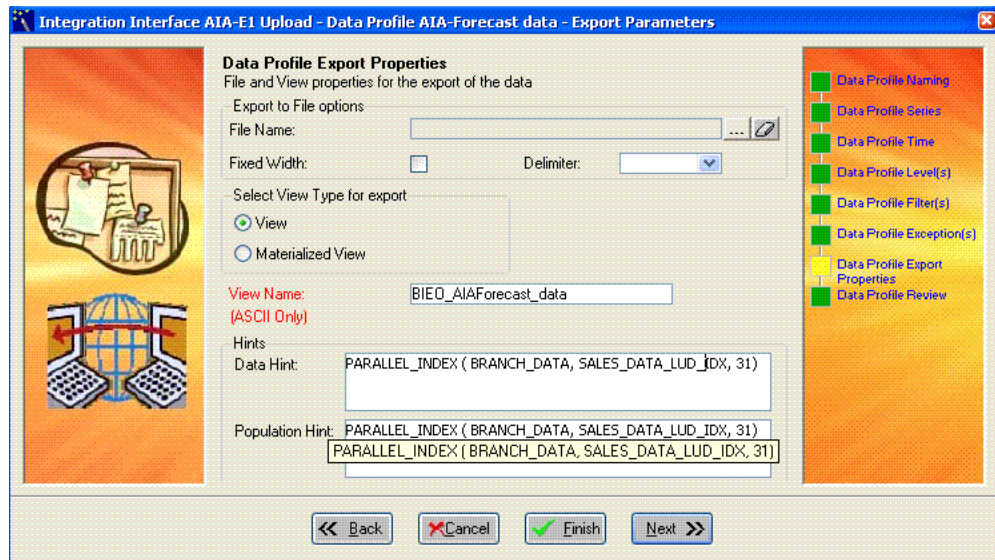 Integration Interface AIA-E1 Upload - Data Profile AIA-Forecast data - Export Parameters
Data Profile Export Properties
File and View properties for the export of the data
Export to File options
File Name:
...
Fixed Width:
Delimiter:
Select View Type for export
View
Materialized View
View Name:
BIEO_AIAForecast_data
(ASCII Only)
Hints
Data Hint:
PARALLEL_INDEX ( BRANCH_DATA, SALES_DATA_LUD_IDX, 31)
Population Hint:
PARALLEL_INDEX ( BRANCH_DATA, SALES_DATA_LUD_IDX, 31)
PARALLEL_INDEX ( BRANCH_DATA, SALES_DATA_LUD_IDX, 31)
Data Profile Naming
Data Profile Series
Data Profile Time
Data Profile Level(s)
Data Profile Filter(s)
Data Profile Exception(s)
Data Profile Export
Properties
Data Profile Review
Back
Cancel
Finish
Next